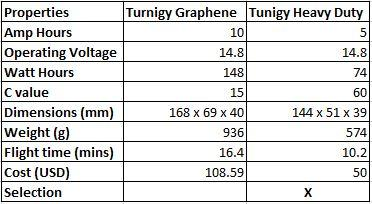 Properties Turnigy Graphene Tunigy Heavy Duty
Amp Hours 10 5
Operating Voltage 14.8 14.8
Watt Hours 148 74
C value 15 60
Dimensions (mm) 168 x 69 x 40 144 x 51 x 39
Weight (g) 936 574
Flight time (mins) 16.4 10.2
Cost (USD) 108.59 50
Selection X